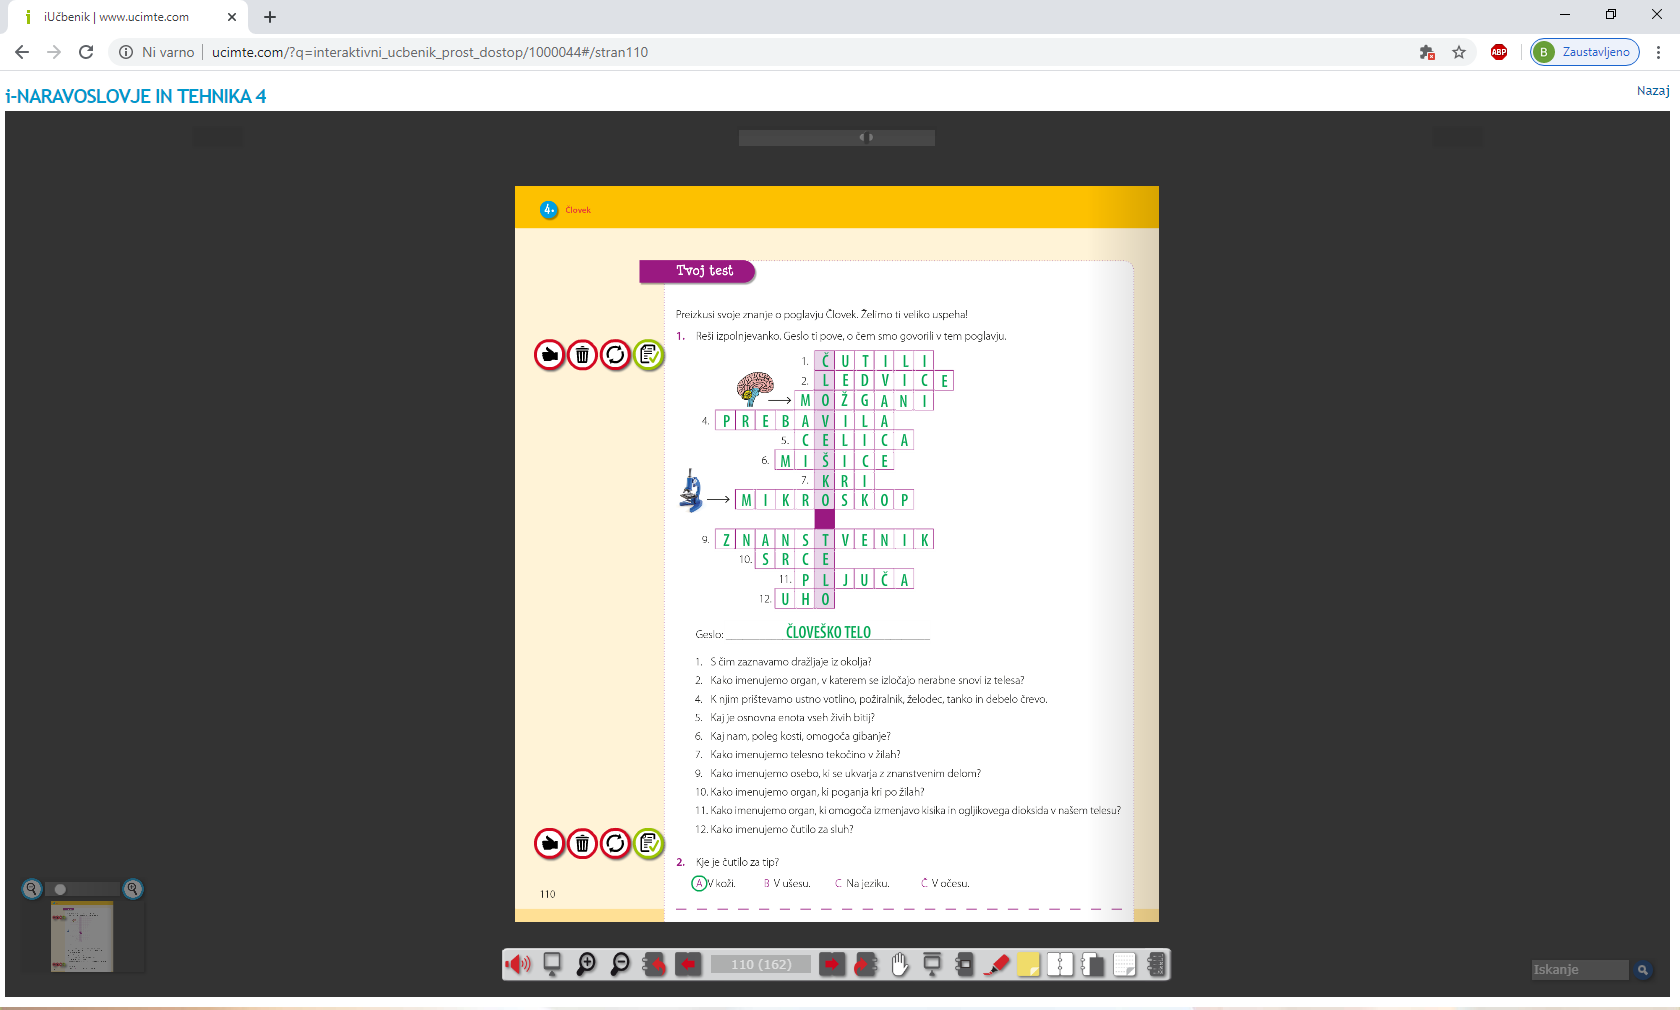 iUčbenik | www.ucimte.com
Ni varno | ucimte.com/?q=interaktivni_ucbenik_prost_dostop/1000044#/stran110
ABP
B Zaustavljeno
i-NARAVOSLOVJE IN TEHNIKA 4
Nazaj
4. Človek
Tvoj test
Preizkusi svoje znanje o poglavju Človek. Želimo ti veliko uspeha!
1. Reši izpolnjevanko. Geslo ti pove, o čem smo govorili v tem poglavju.
1. ČUTILI
2. LEDVICE
MOŽGANI
4. PREBAVILA
5. CELICA
6. MIŠICE
7. KRI
MIKROSKOP
9. ZNANSTVENIK
10. SRCE
11. PLJUČA
12. UHO
Geslo: ČLOVEŠKO TELO
1. S čim zaznavamo dražljaje iz okolja?
2. Kako imenujemo organ, v katerem se izločajo nerabne snovi iz telesa?
4. K njim prištevamo ustno votlino, požiralnik, želodec, tanko in debelo črevo.
5. Kaj je osnovna enota vseh živih bitij?
6. Kaj nam, poleg kosti, omogoča gibanje?
7. Kako imenujemo telesno tekočino v žilah?
9. Kako imenujemo osebo, ki se ukvarja z znanstvenim delom?
10. Kako imenujemo organ, ki poganja kri po žilah?
11. Kako imenujemo organ, ki omogoča izmenjavo kisika in ogljikovega dioksida v našem telesu?
12. Kako imenujemo čutilo za sluh?
2. Kje je čutilo za tip?
A V koži. B V ušesu. C Na jeziku. Č V očesu.
110
110 (162)
Iskanje